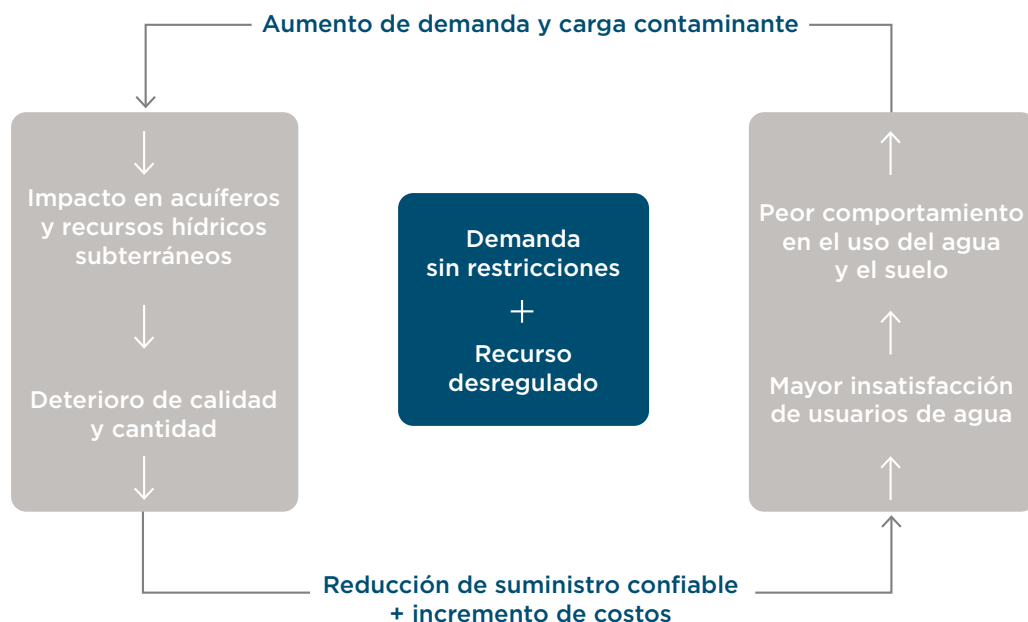 Aumento de demanda y carga contaminante
Impacto en acuíferos
y recursos hídricos
subterráneos
Deterioro de calidad
y cantidad
Demanda
sin restricciones
+
Recurso
desregulado
Peor comportamiento
en el uso del agua
y el suelo
Mayor insatisfacción
de usuarios de agua
Reducción de suministro confiable
+ incremento de costos